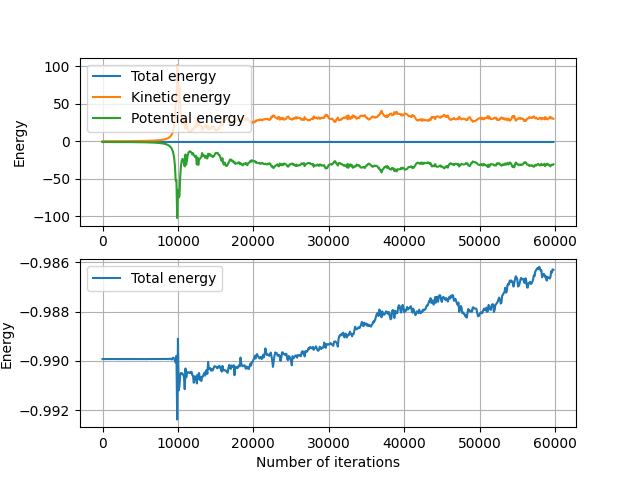 100
50
0
−50
−100
Energy
Total energy
Kinetic energy
Potential energy
0 10000 20000 30000 40000 50000 60000
−0.986
−0.988
−0.990
−0.992
Energy
Total energy
0 10000 20000 30000 40000 50000 60000
Number of iterations